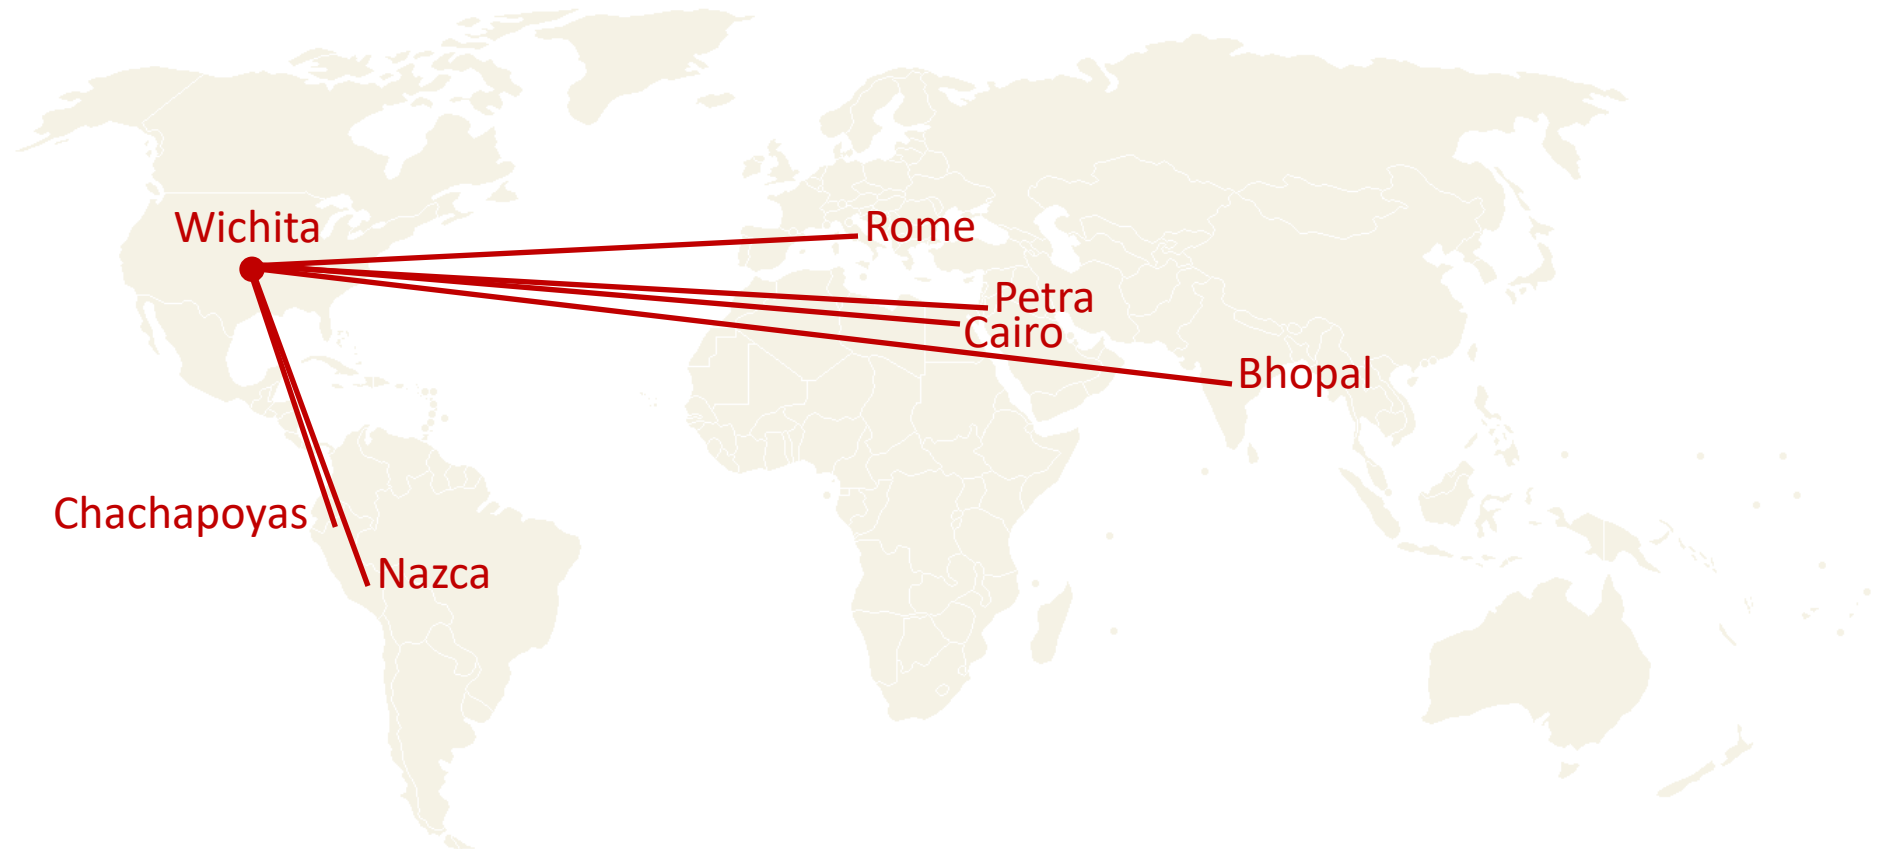 Wichita
Rome
Petra
Cairo
Bhopal
Chachapoyas
Nazca